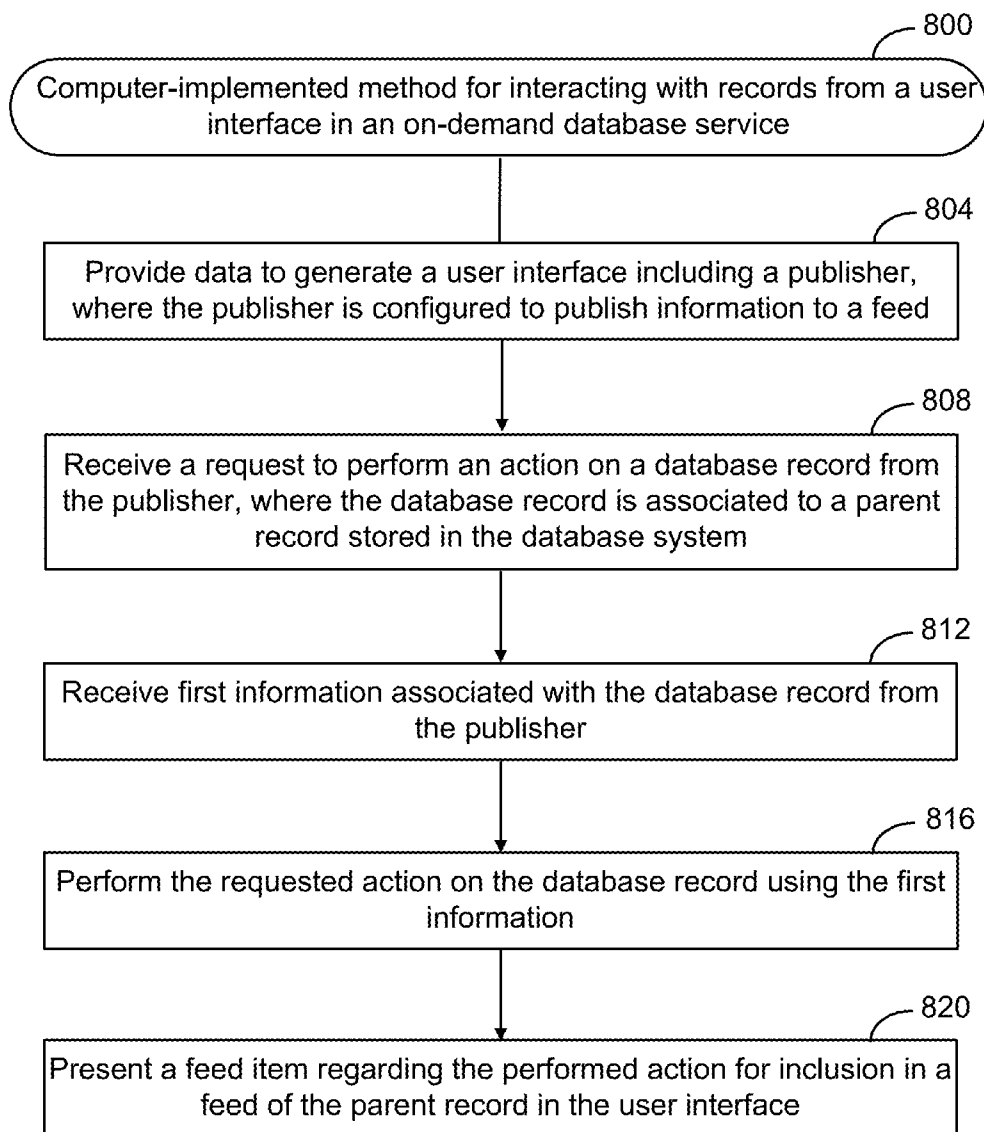 800
Computer-implemented method for interacting with records from a user
interface in an on-demand database service
804
Provide data to generate a user interface including a publisher,
where the publisher is configured to publish information to a feed
808
Receive a request to perform an action on a database record from
the publisher, where the database record is associated to a parent
record stored in the database system
812
Receive first information associated with the database record from
the publisher
816
Perform the requested action on the database record using the first
information
820
Present a feed item regarding the performed action for inclusion in a
feed of the parent record in the user interface